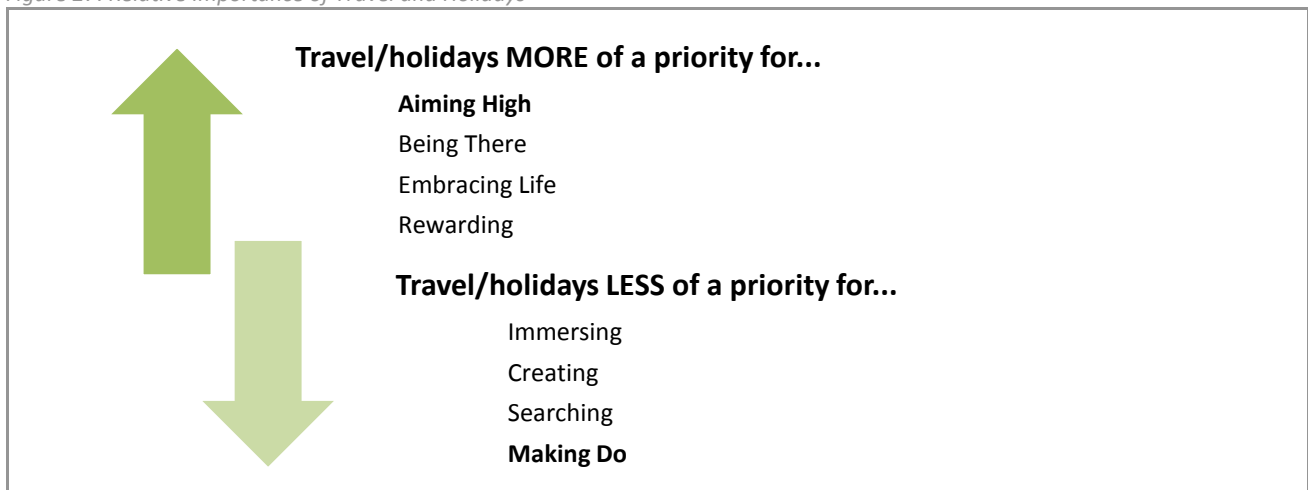 Travel/holidays MORE of a priority for...
Aiming High
Being There
Embracing Life
Rewarding
Travel/holidays LESS of a priority for...
Immersing
Creating
Searching
Making Do